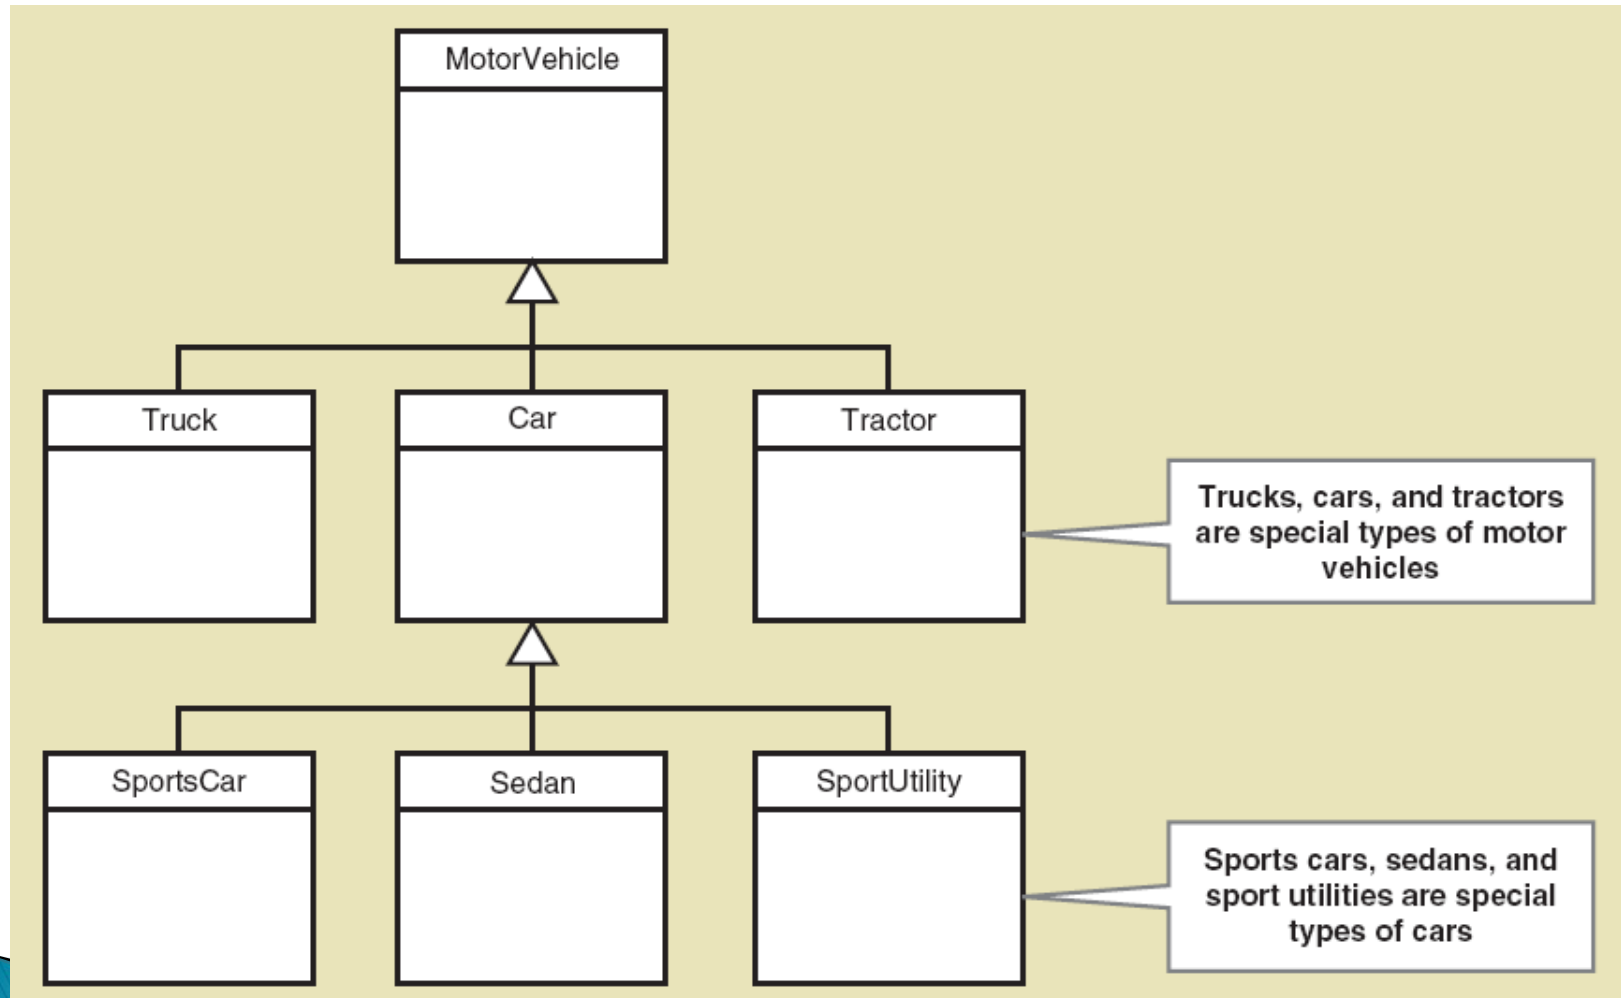 MotorVehicle
Truck
Car
Tractor
Trucks, cars, and tractors
are special types of motor
vehicles
SportsCar
Sedan
SportUtility
Sports cars, sedans, and
sport utilities are special
types of cars